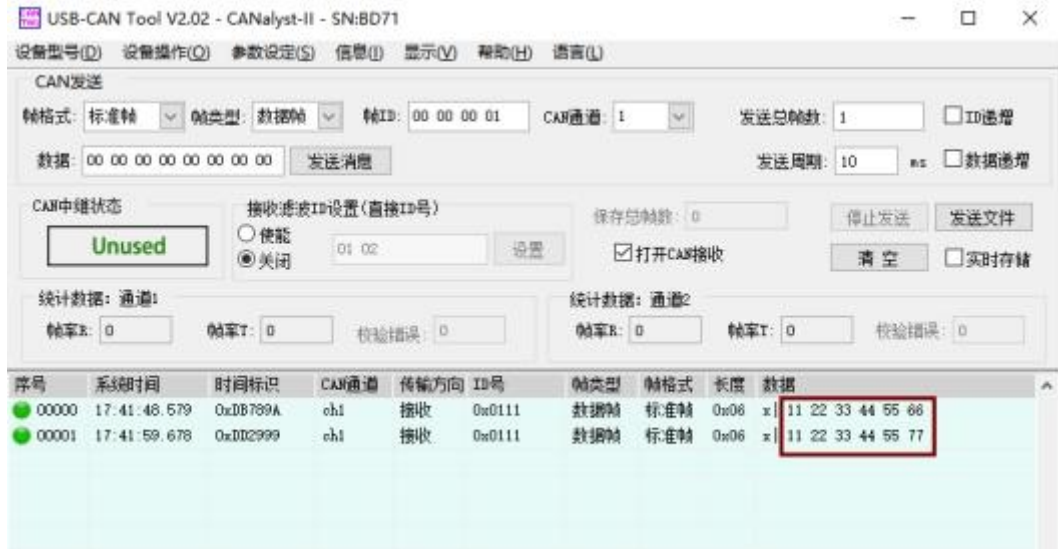 USB-CAN Tool V2.02 - CANalyst-II - SN:BD71
设备型号(D) 设备操作(O) 参数设定(S) 信息(I) 显示(V) 帮助(H) 语言(L)
CAN发送
帧格式: 标准帧 帧类型: 数据帧 帧ID: 00 00 00 01 CAN通道: 1 发送总帧数: 1 ID递增
数据: 00 00 00 00 00 00 00 00 发送消息 发送周期: 10 ms 数据递增
CAN中继状态 接收滤波ID设置(直接ID号)
Unused 使能 关闭 01 02 设置
保存总帧数: 0 停止发送 发送文件
打开CAN接收 清空 实时存储
统计数据: 通道1 统计数据: 通道2
帧率R: 0 帧率T: 0 校验错误: 0 帧率R: 0 帧率T: 0 校验错误: 0
序号 系统时间 时间标识 CAN通道 传输方向 ID号 帧类型 帧格式 长度 数据
00000 17:41:48.579 0xDB789A ch1 接收 0x0111 数据帧 标准帧 0x06 x| 11 22 33 44 55 66
00001 17:41:59.678 0xDD2999 ch1 接收 0x0111 数据帧 标准帧 0x06 x| 11 22 33 44 55 77